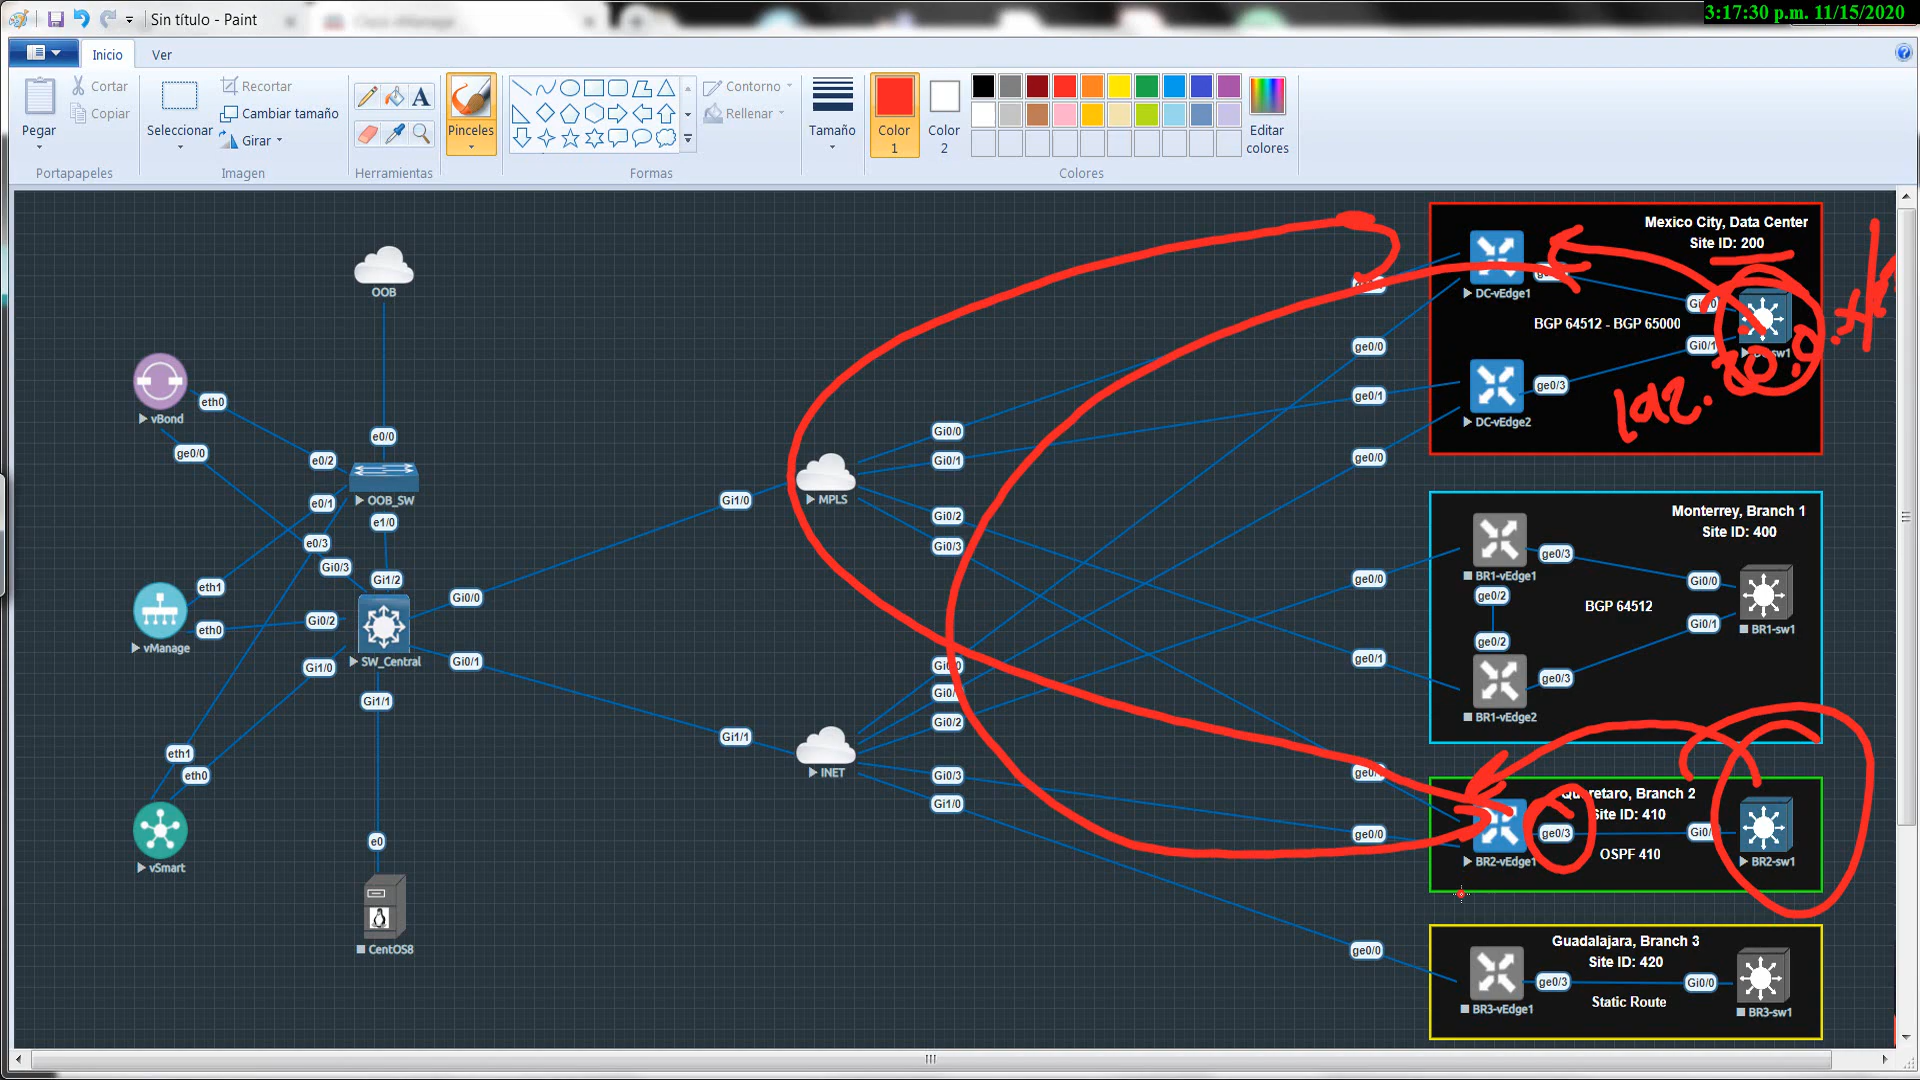 Sin título - Paint
3:17:30 p.m. 11/15/2020
Inicio
Ver
Pegar
Cortar
Copiar
Portapapeles
Seleccionar
Recortar
Cambiar tamaño
Girar
Imagen
Herramientas
Pinceles
Contorno
Rellenar
Formas
Tamaño
Color
1
Color
2
Editar
colores
Colores
OOB
vBond
eth0
ge0/0
e0/0
e0/2
OOB_SW
e0/1
e1/0
e0/3
Gi0/3
Gi1/2
eth1
Gi0/2
eth0
vManage
Gi1/0
SW_Central
Gi0/0
Gi0/1
Gi1/1
eth1
eth0
vSmart
e0
CentOS8
Gi1/0
MPLS
Gi0/0
Gi0/1
Gi0/2
Gi0/3
Gi1/1
INET
Gi0/2
Gi0/3
Gi1/0
ge0/0
ge0/1
ge0/0
ge0/0
ge0/1
ge0/0
ge0/0
Mexico City, Data Center
Site ID: 200
DC-vEdge1
BGP 64512 - BGP 65000
Gi0/1
ge0/3
DC-vEdge2
192.
Monterrey, Branch 1
Site ID: 400
ge0/3
BR1-vEdge1
Gi0/0
ge0/2
BGP 64512
Gi0/1
BR1-sw1
ge0/2
ge0/3
BR1-vEdge2
Queretaro, Branch 2
Site ID: 410
ge0/3
OSPF 410
BR2-vEdge1
BR2-sw1
Guadalajara, Branch 3
Site ID: 420
ge0/3
Gi0/0
Static Route
BR3-vEdge1
BR3-sw1